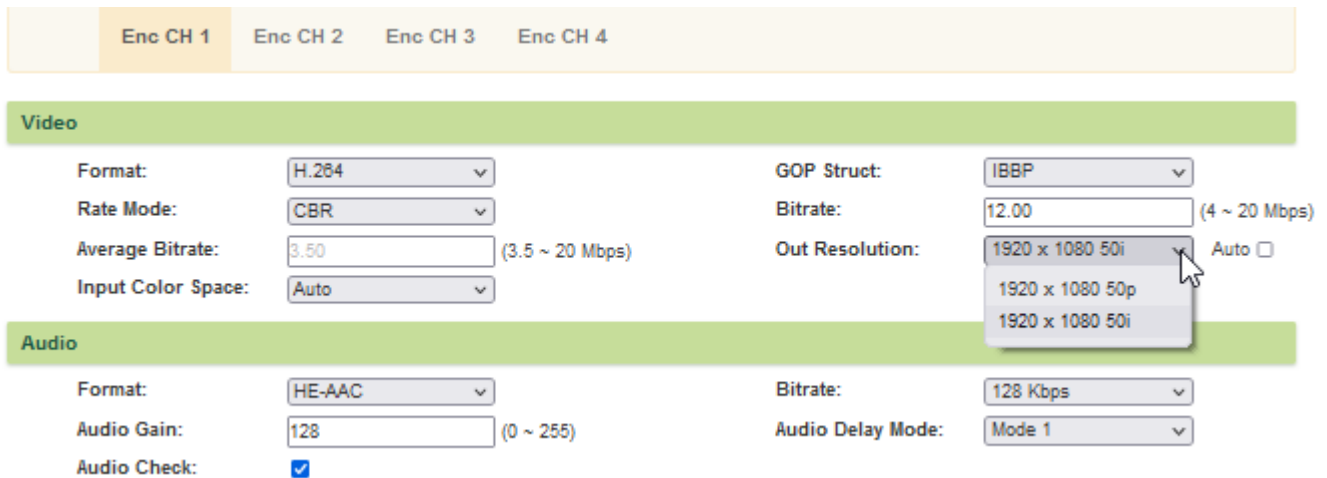 Enc CH 1 Enc CH 2 Enc CH 3 Enc CH 4
Video
Format: H.264 GOP Struct: IBBP
Rate Mode: CBR Bitrate: 12.00 (4 ~ 20 Mbps)
Average Bitrate: 3.50 (3.5 ~ 20 Mbps) Out Resolution: 1920 x 1080 50i Auto
Input Color Space: Auto 1920 x 1080 50p
1920 x 1080 50i
Audio
Format: HE-AAC Bitrate: 128 Kbps
Audio Gain: 128 (0 ~ 255) Audio Delay Mode: Mode 1
Audio Check: